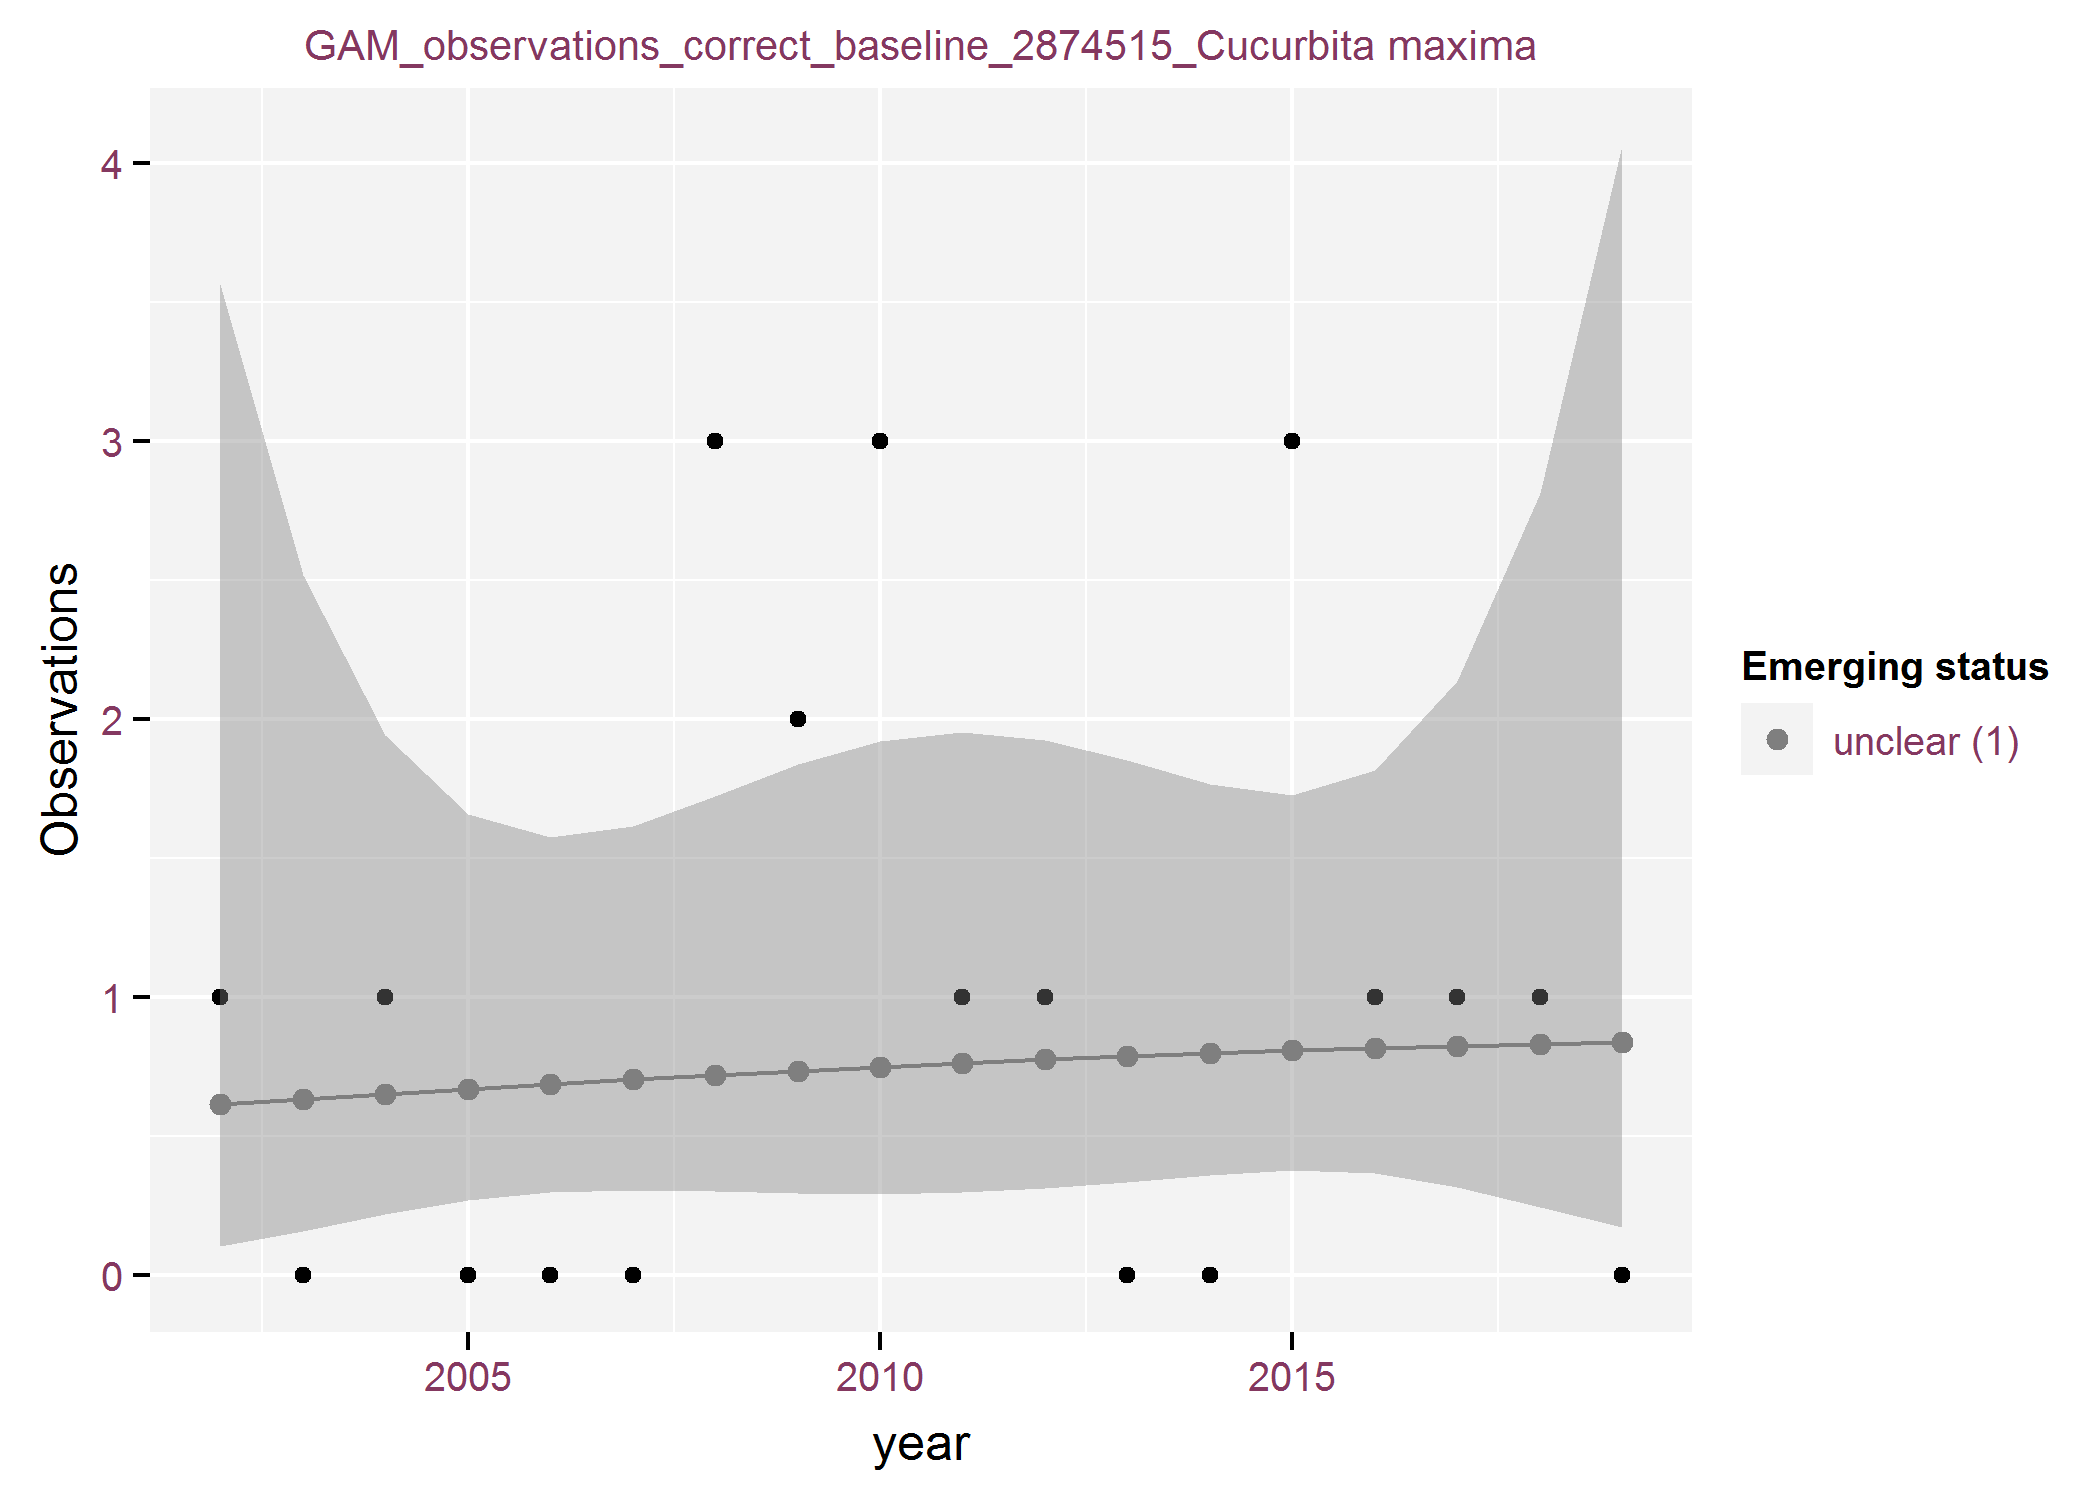 GAM_observations_correct_baseline_2874515_Cucurbita maxima
4
3
2
1
0
Observations
2005
2010
2015
year
Emerging status
unclear (1)